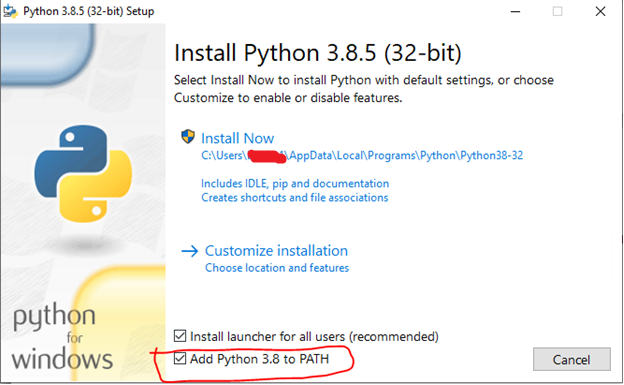 Python 3.8.5 (32-bit) Setup
Install Python 3.8.5 (32-bit)
Select Install Now to install Python with default settings, or choose
Customize to enable or disable features.
Install Now
C:\Users\ \AppData\Local\Programs\Python\Python38-32
Includes IDLE, pip and documentation
Creates shortcuts and file associations
Customize installation
Choose location and features
python
for
windows
Install launcher for all users (recommended)
Add Python 3.8 to PATH
Cancel